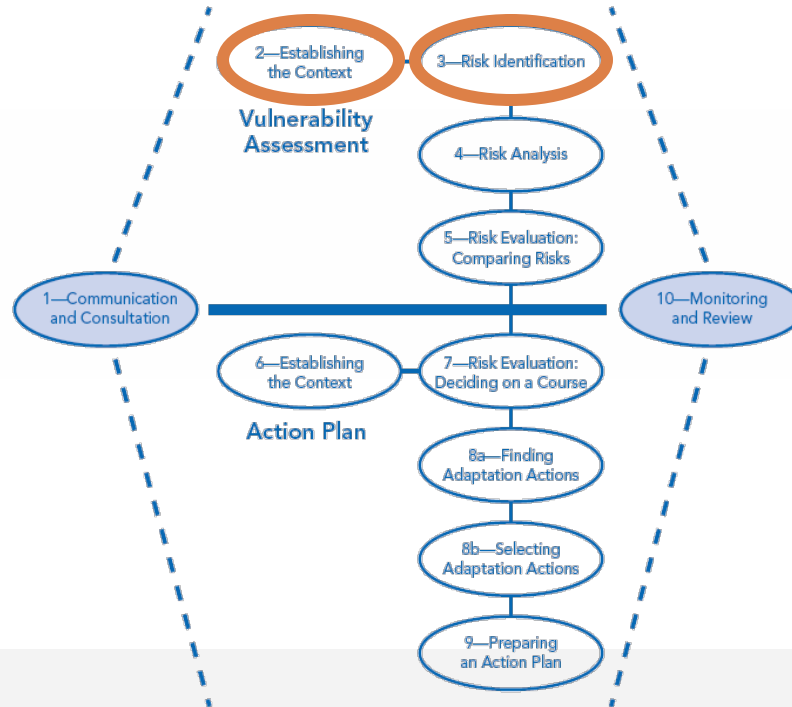 2—Establishing
the Context
3—Risk Identification
Vulnerability
Assessment
4—Risk Analysis
5—Risk Evaluation:
Comparing Risks
1—Communication
and Consultation
10—Monitoring
and Review
6—Establishing
the Context
7—Risk Evaluation:
Deciding on a Course
Action Plan
8a—Finding
Adaptation Actions
8b—Selecting
Adaptation Actions
9—Preparing
an Action Plan